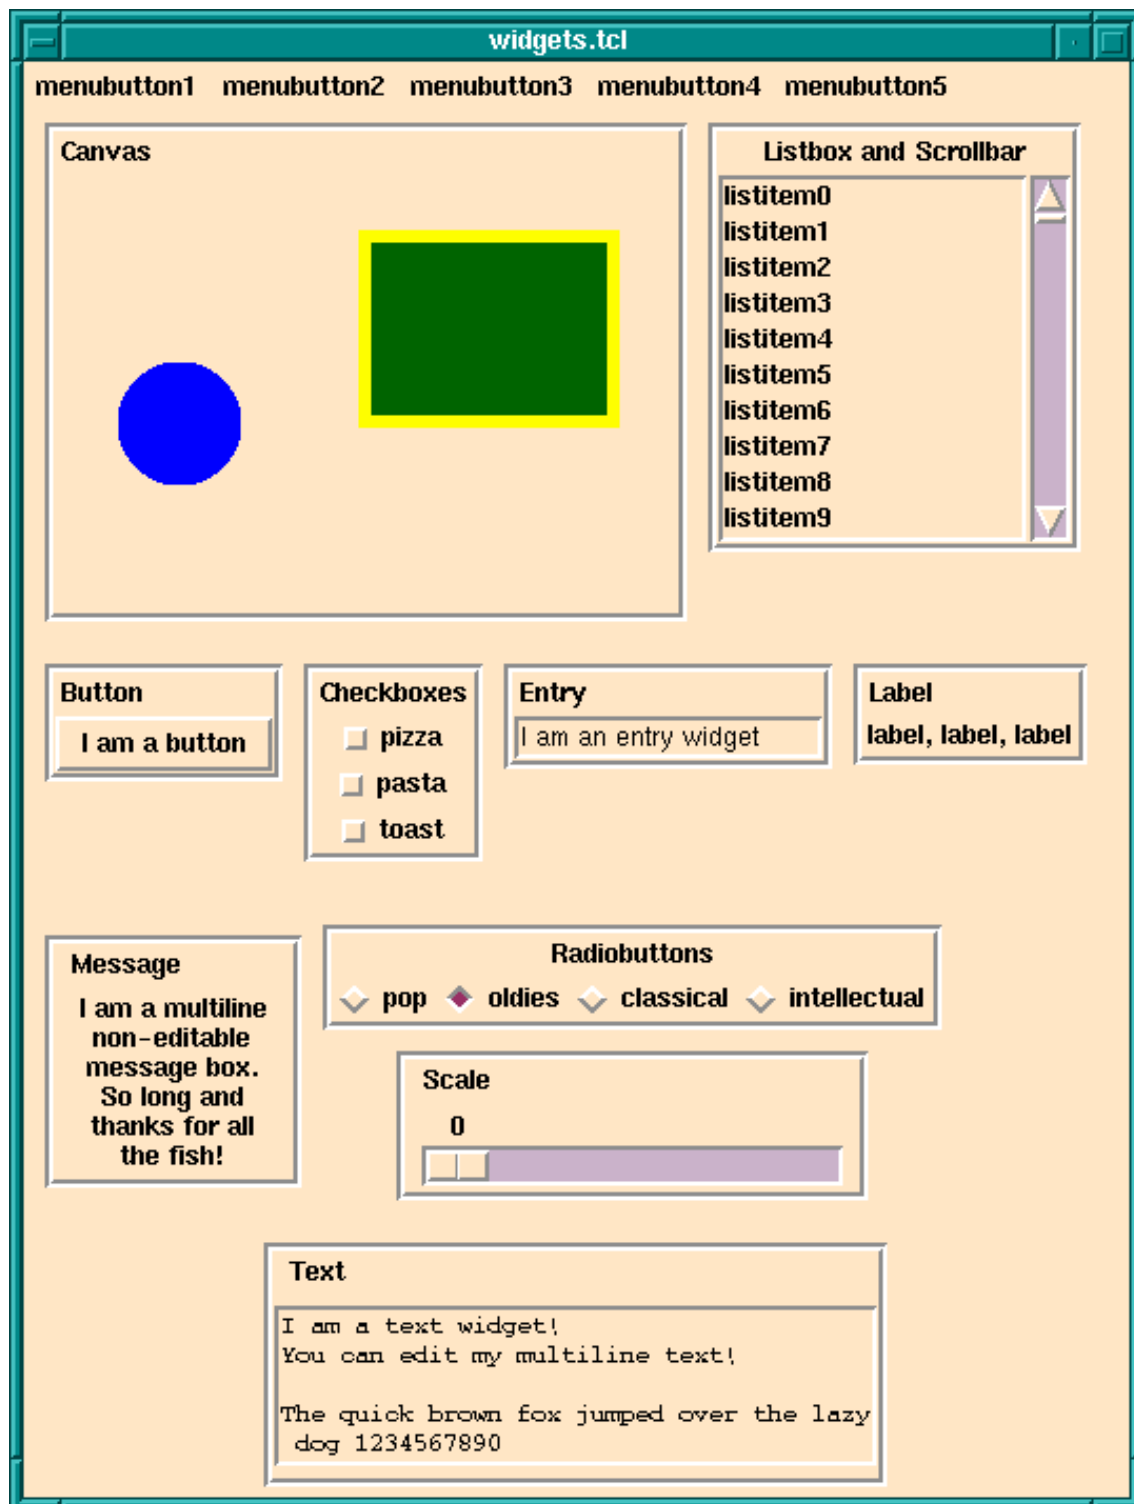 widgets.tcl
menubutton1 menubutton2 menubutton3 menubutton4 menubutton5
Canvas
Listbox and Scrollbar
listitem0
listitem1
listitem2
listitem3
listitem4
listitem5
listitem6
listitem7
listitem8
listitem9
Button
I am a button
Checkboxes
pizza
pasta
toast
Entry
I am an entry widget
Label
label, label, label
Message
I am a multiline
non-editable
message box.
So long and
thanks for all
the fish!
Radiobuttons
pop oldies classical intellectual
Scale
0
Text
I am a text widget!
You can edit my multiline text!
The quick brown fox jumped over the lazy
dog 1234567890